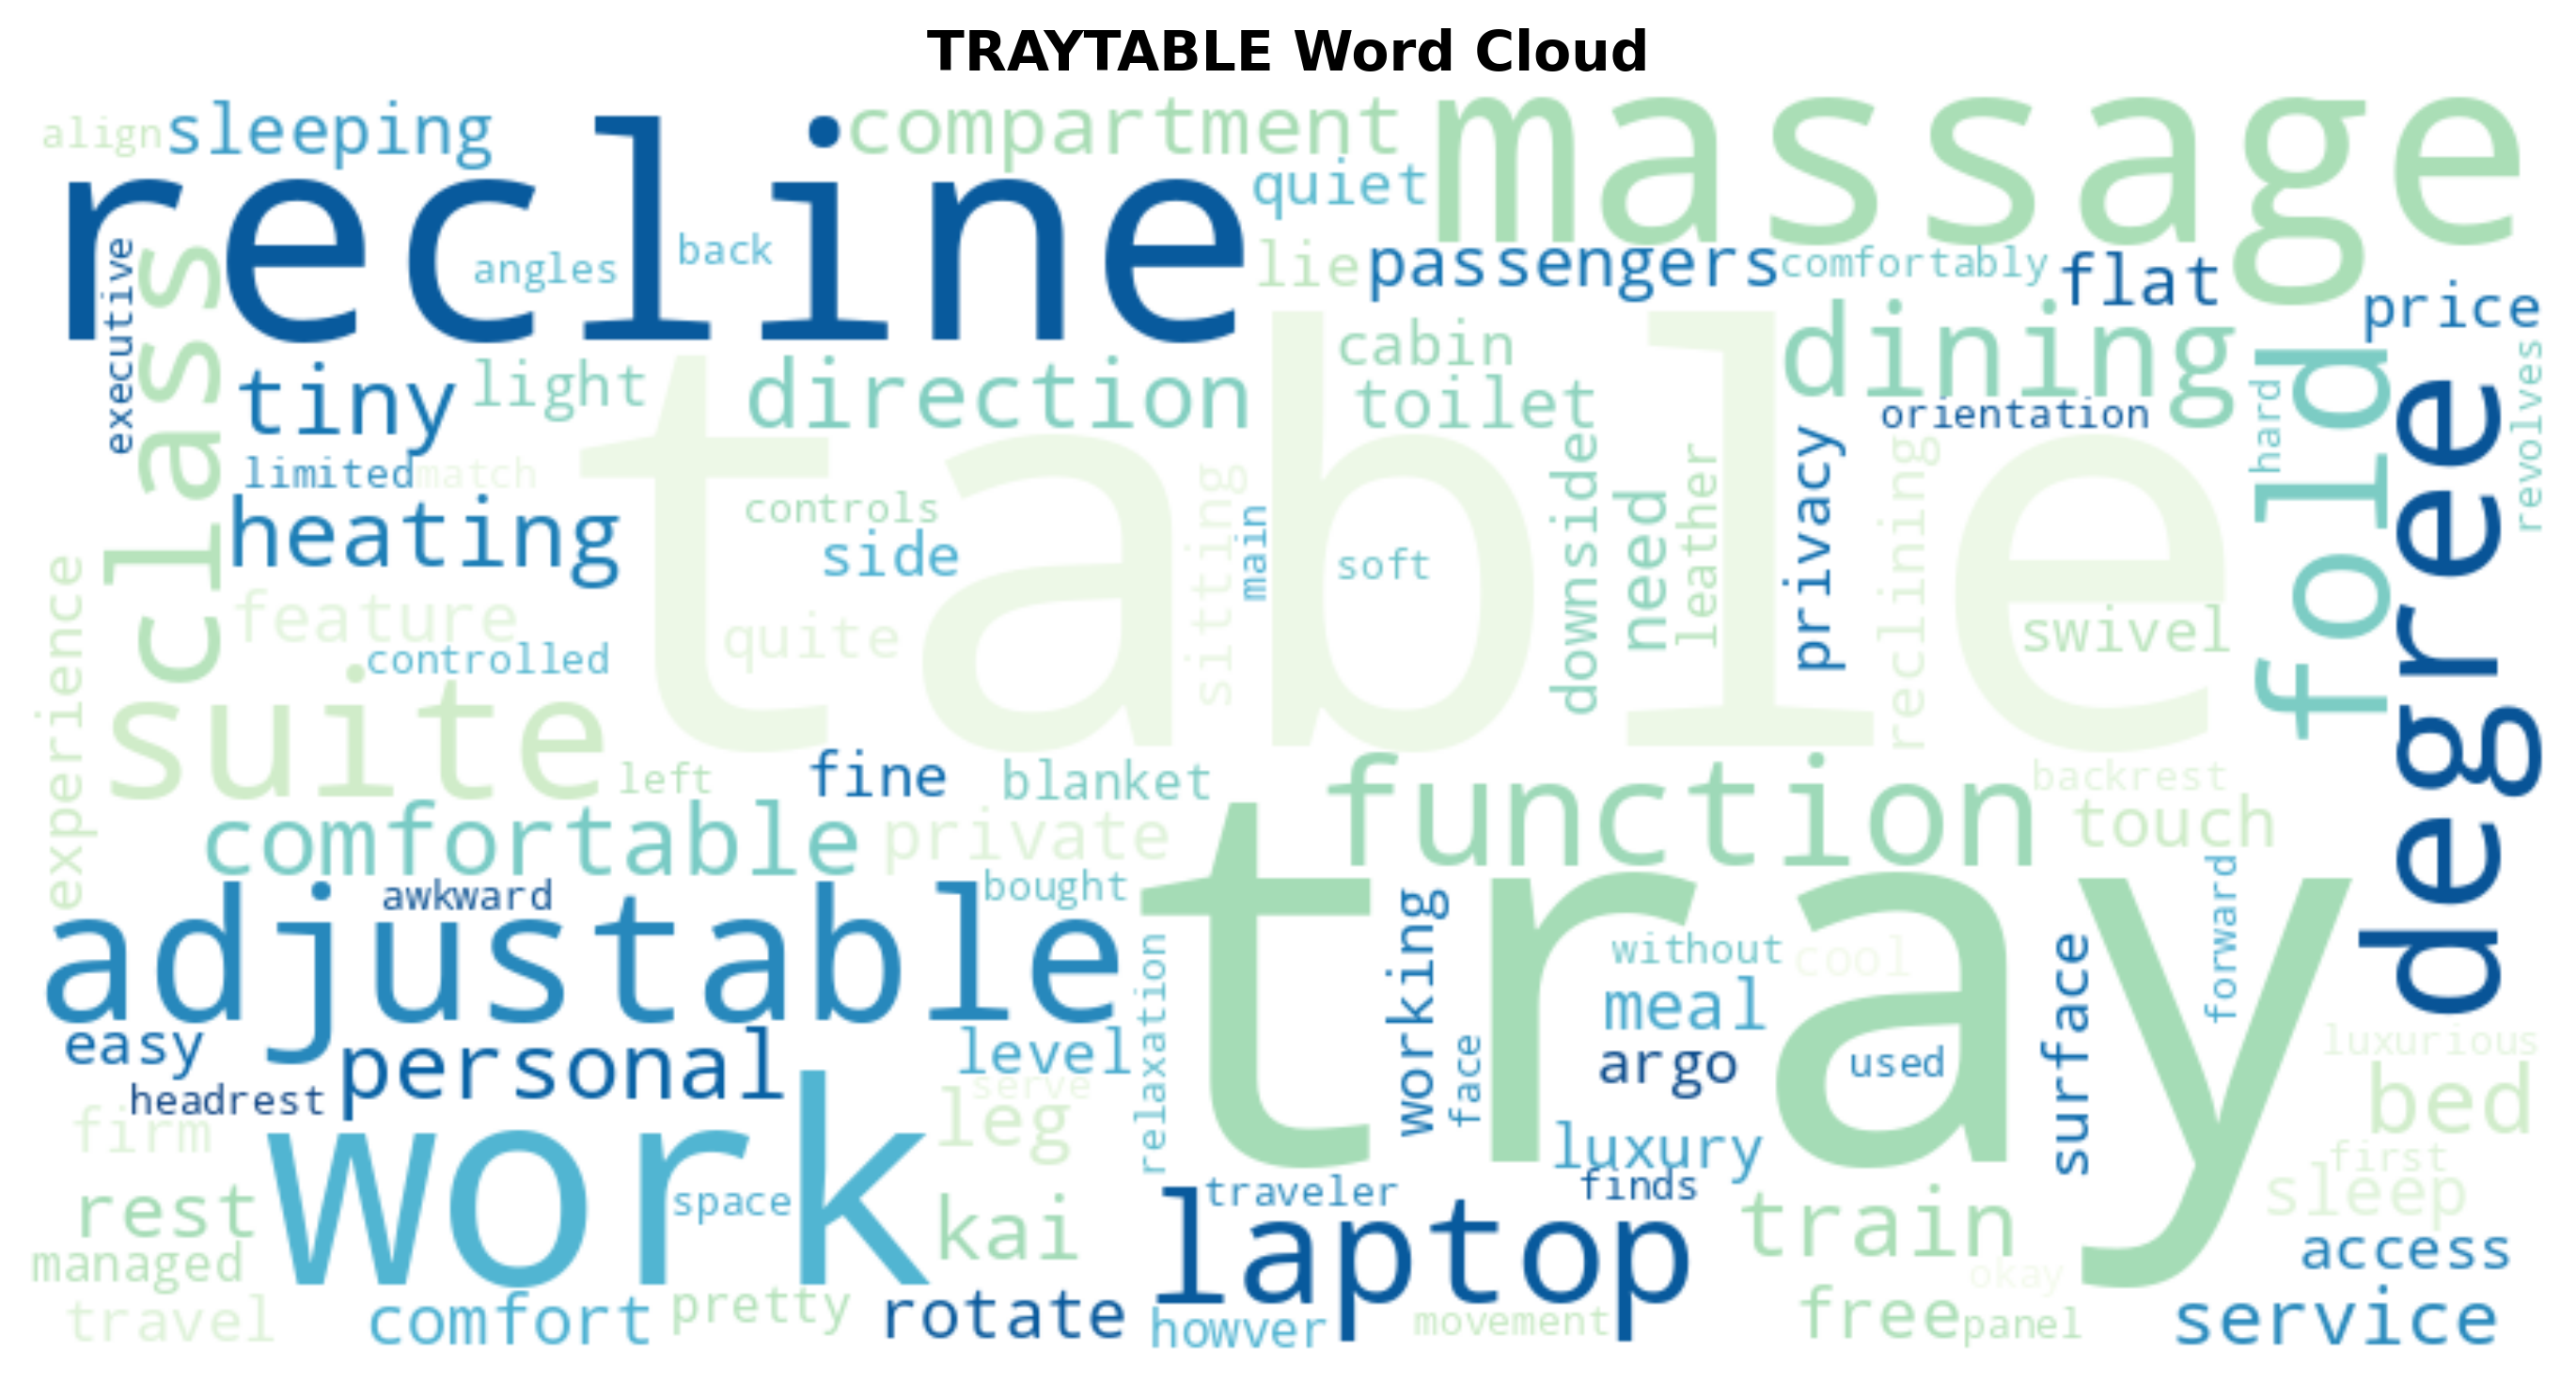 TRAYTABLE Word Cloud
align
sleeping
compartment
massage
recline
quiet
executive
class
angles
back
lie
passengers
comfortably
flat
price
tiny
light
direction
cabin
toilet
dining
orientation
hard
fold
degree
revolves
limited
match
table
heating
controls
side
sitting
main
soft
downside
need
leather
privacy
reclining
swivel
experience
feature
controlled
quite
suite
left
fine
blanket
function
backrest
touch
comfortable
private
awkward
bought
adjustable
tray
working
without
cool
surface
forward
relaxation
meal
easy
personal
level
face
argo
used
luxurious
headrest
serve
bed
firm
leg
work
luxury
first
rest
space
kai
traveler
finds
laptop
train
sleep
managed
access
okay
travel
comfort
pretty
rotate
howver
movement
free
panel
service